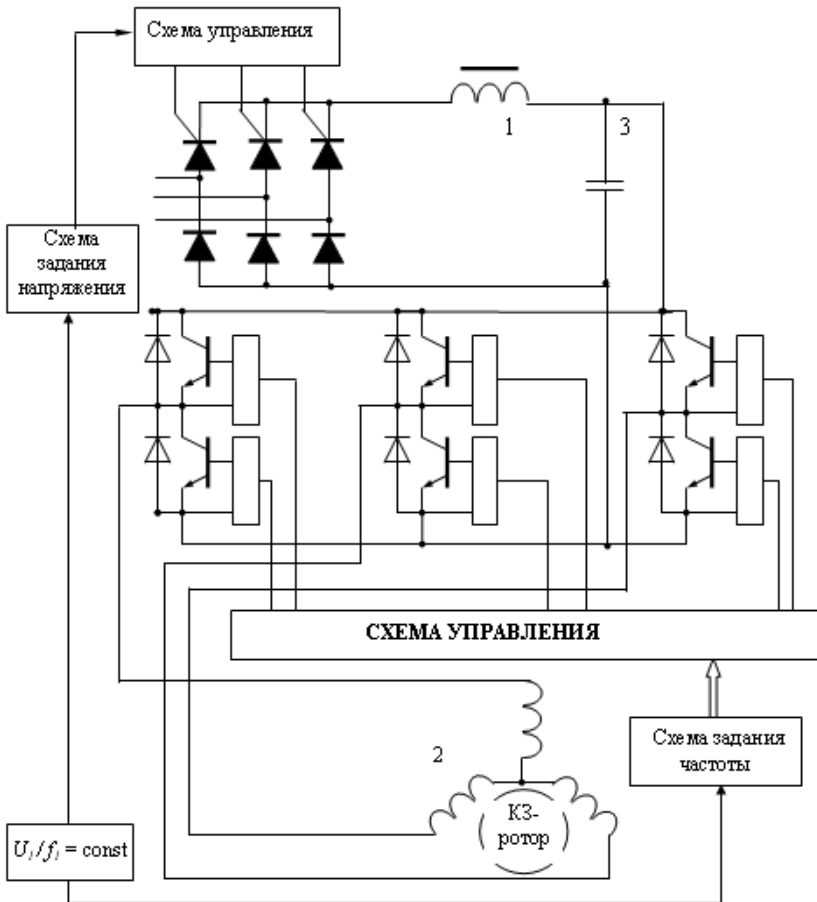 Схема управления
1
3
Схема
задания
напряжения
СХЕМА УПРАВЛЕНИЯ
2
Схема задания
частоты
КЗ-
ротор
U₁/f₁ = const